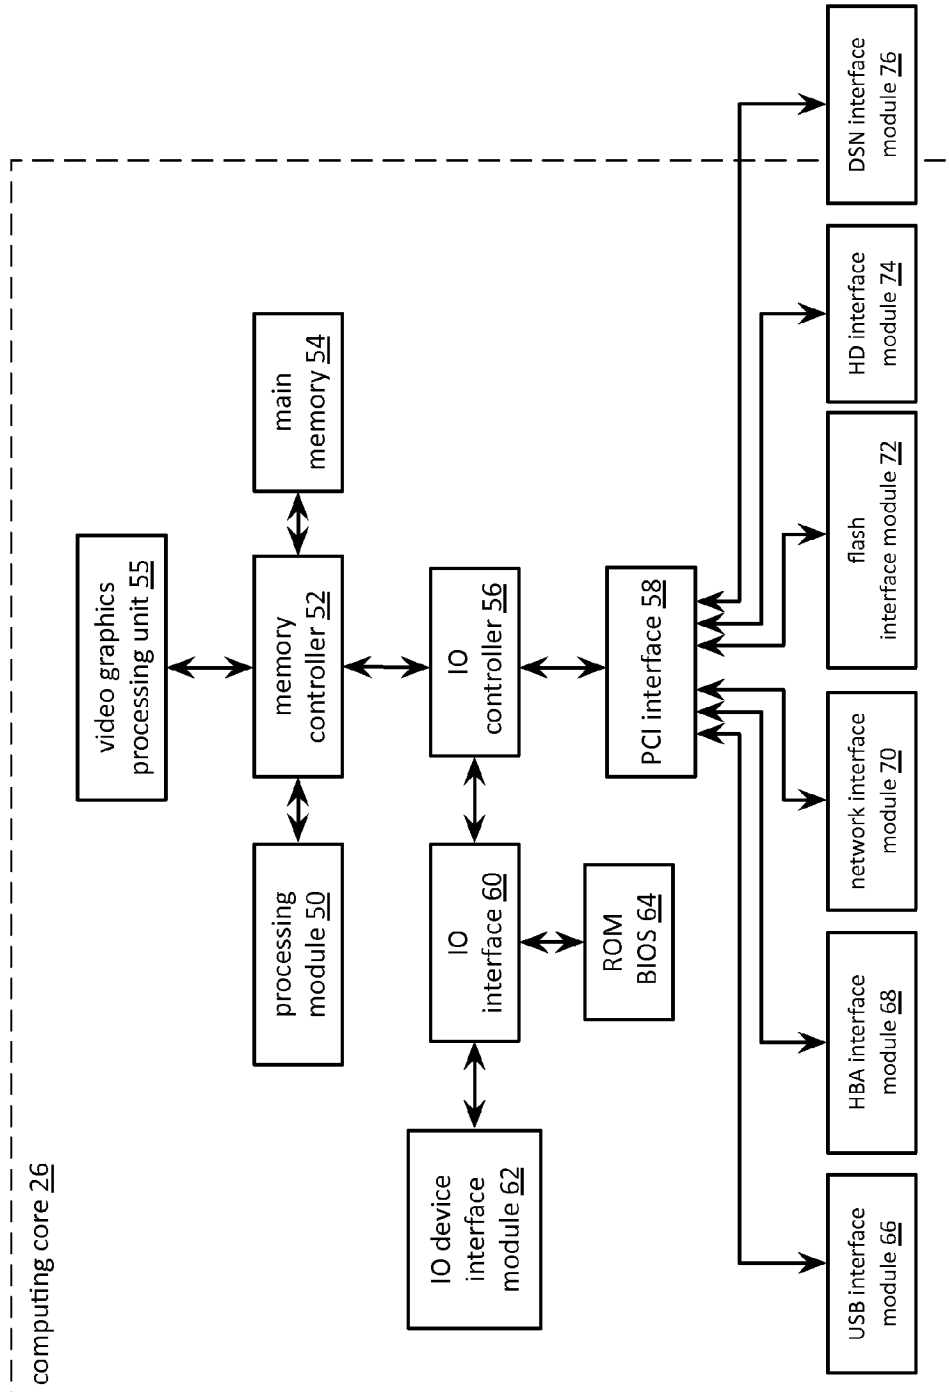 computing core 26
video graphics
processing unit 55
processing
module 50
memory
controller 52
main
memory 54
IO device
interface
module 62
IO
interface 60
IO
controller 56
ROM
BIOS 64
PCI interface 58
USB interface
module 66
HBA interface
module 68
network interface
module 70
flash
interface module 72
HD interface
module 74
DSN interface
module 76